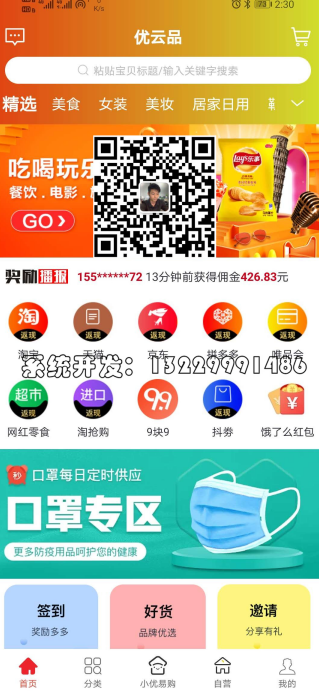 2:30
K/s
优云品
粘贴宝贝标题/输入关键字搜索
精选 美食 女装 美妆 居家日用
吃喝玩乐
餐饮.电影.
GO>
Lay's
乐事
奖励播报 155******72 13分钟前获得佣金426.83元
淘 返现
返现
返现
返现
返现
淘宝 天猫 京东 拼多多 唯品会
系统开发：13229991486
超市 返现
进口 返现
9.9
返现
¥
网红零食 淘抢购 9块9 抖券 饿了么红包
秒 口罩每日定时供应
口罩专区
更多防疫用品呵护您的健康 >
签到 好货 邀请
奖励多多 品牌优选 分享有礼
首页 分类 小优易购 自营 我的